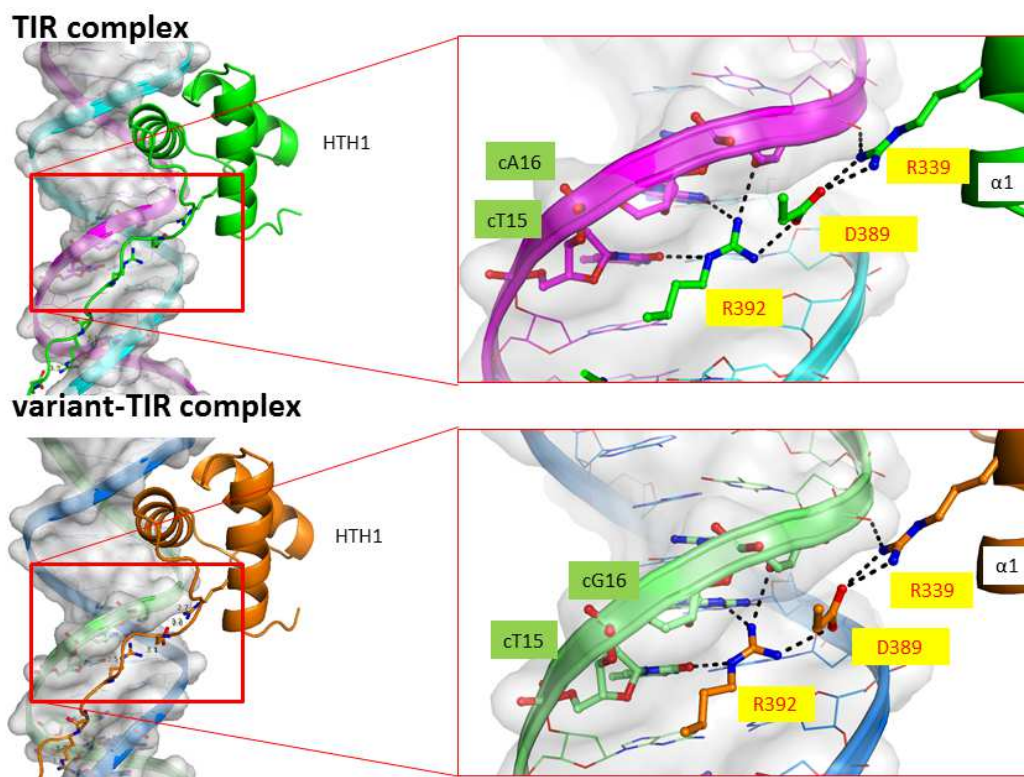 TIR complex
HTH1
cA16
cT15
R339
α1
D389
R392
variant-TIR complex
HTH1
cG16
cT15
R339
α1
D389
R392